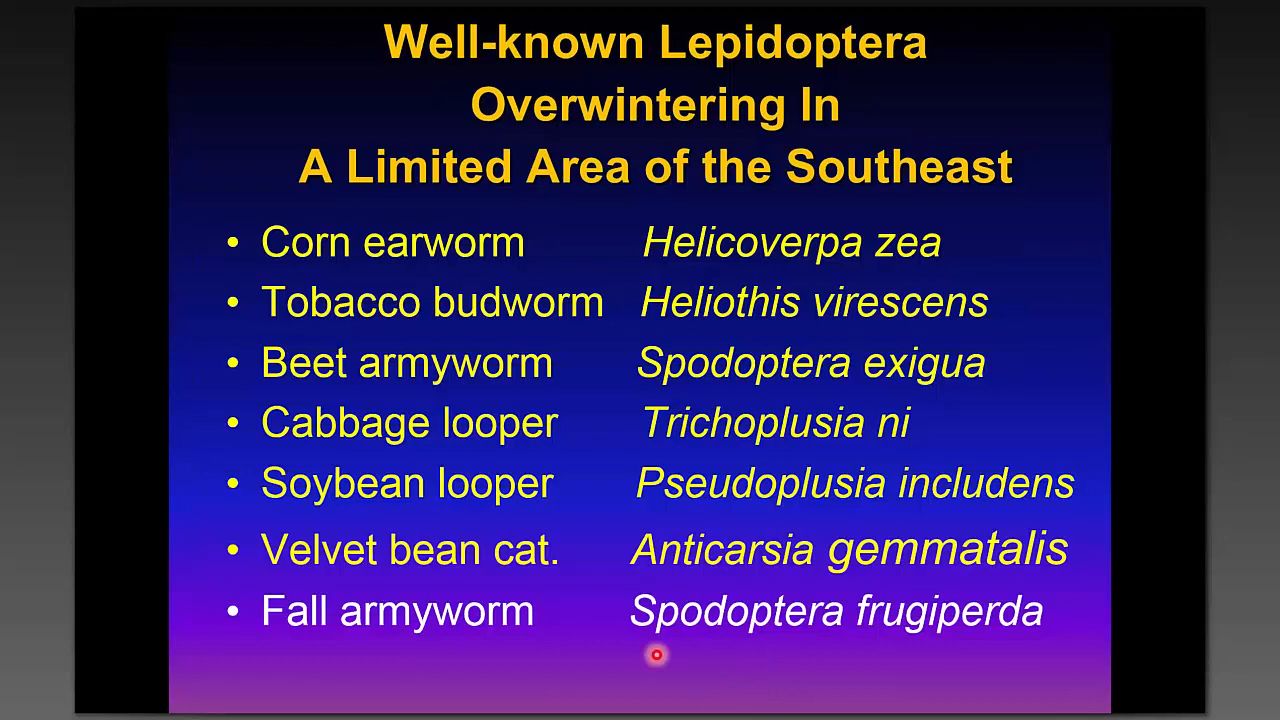 Well-known Lepidoptera
Overwintering In
A Limited Area of the Southeast
• Corn earworm Helicoverpa zea
• Tobacco budworm Heliothis virescens
• Beet armyworm Spodoptera exigua
• Cabbage looper Trichoplusia ni
• Soybean looper Pseudoplusia includens
• Velvet bean cat. Anticarsia gemmatalis
• Fall armyworm Spodoptera frugiperda